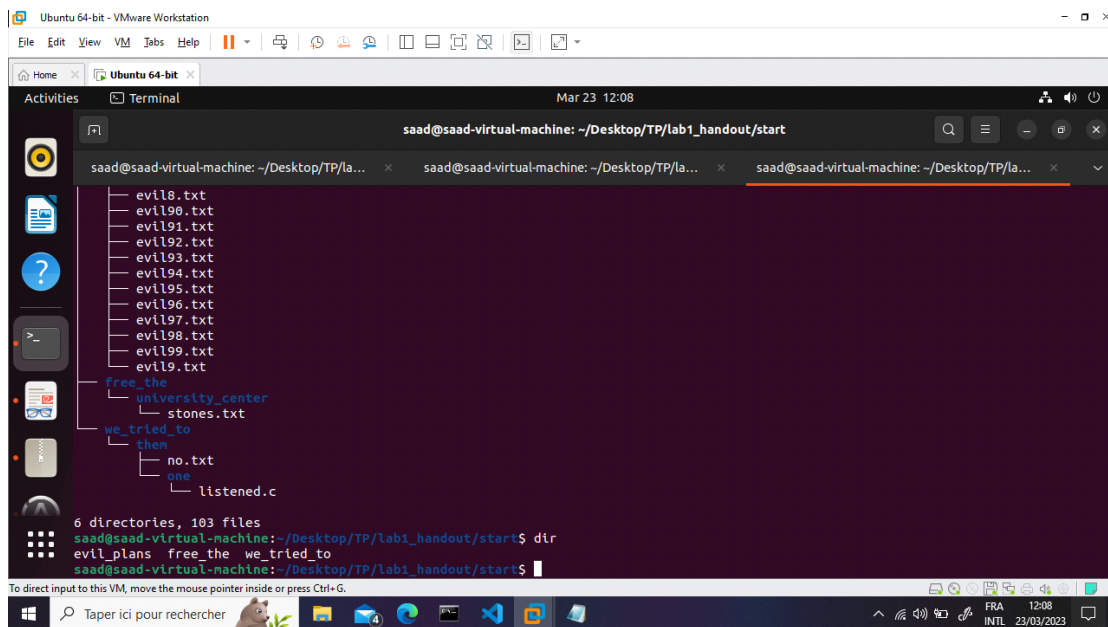 Ubuntu 64-bit - VMware Workstation
File Edit View VM Tabs Help
Home Ubuntu 64-bit
Activities Terminal Mar 23 12:08
saad@saad-virtual-machine: ~/Desktop/TP/lab1_handout/start
saad@saad-virtual-machine: ~/Desktop/TP/la... saad@saad-virtual-machine: ~/Desktop/TP/la... saad@saad-virtual-machine: ~/Desktop/TP/la...
├── evil8.txt
├── evil90.txt
├── evil91.txt
├── evil92.txt
├── evil93.txt
├── evil94.txt
├── evil95.txt
├── evil96.txt
├── evil97.txt
├── evil98.txt
├── evil99.txt
└── evil9.txt
├── free_the
└── university_center
└── stones.txt
└── we_tried_to
└── them
├── no.txt
└── one
└── listened.c
6 directories, 103 files
saad@saad-virtual-machine:~/Desktop/TP/lab1_handout/start$ dir
evil_plans free_the we_tried_to
saad@saad-virtual-machine:~/Desktop/TP/lab1_handout/start$
To direct input to this VM, move the mouse pointer inside or press Ctrl+G.
Taper ici pour rechercher 4 FRA 12:08
INTL 23/03/2023